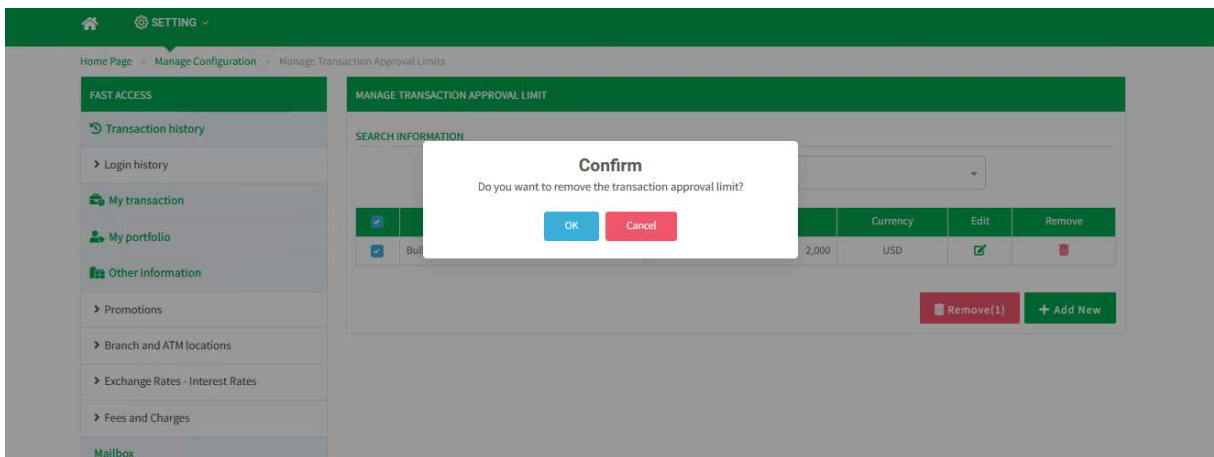 SETTING
Home Page Manage Configuration Manage Transaction Approval Limits
FAST ACCESS
Transaction history
Login history
My transaction
My portfolio
Other information
Promotions
Branch and ATM locations
Exchange Rates - Interest Rates
Fees and Charges
Mailbox
MANAGE TRANSACTION APPROVAL LIMIT
SEARCH INFORMATION
Confirm
Do you want to remove the transaction approval limit?
OK Cancel
Currency Edit Remove
2,000 USD
Remove(1) + Add New